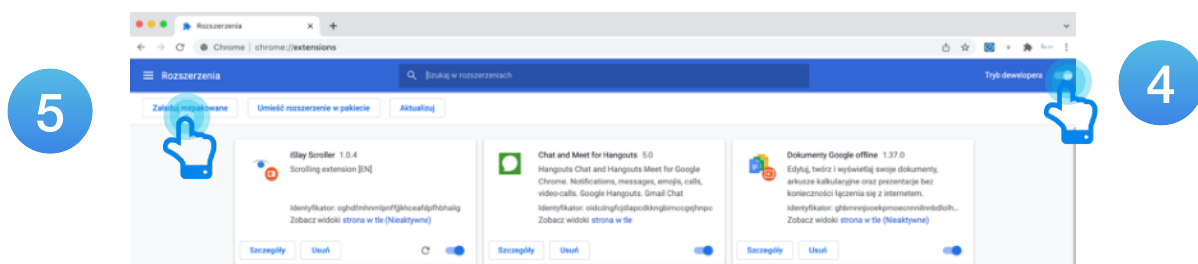 Rozszerzenia
Chrome | chrome://extensions
Rozszerzenia
Szukaj w rozszerzeniach
Tryb dewelopera
4
5
Załaduj rozpakowane
Umieść rozszerzenie w pakiecie
Aktualizuj
iSlay Scroller 1.0.4
Scrolling extension [EN]
Identyfikator:
Zobacz widoki strona w tle (Nieaktywne)
Szczegóły
Usuń
Chat and Meet for Hangouts 5.0
Hangouts Chat and Hangouts Meet for Google
Chrome. Notifications, messages, emojis, calls,
video-calls. Google Hangouts. Gmail Chat
Identyfikator:
Zobacz widoki strona w tle
Szczegóły
Usuń
Dokumenty Google offline 1.37.0
Edytuj, twórz i wyświetlaj swoje dokumenty,
arkusze kalkulacyjne oraz prezentacje bez
konieczności łączenia się z internetem.
Identyfikator:
Zobacz widoki strona w tle (Nieaktywne)
Szczegóły
Usuń